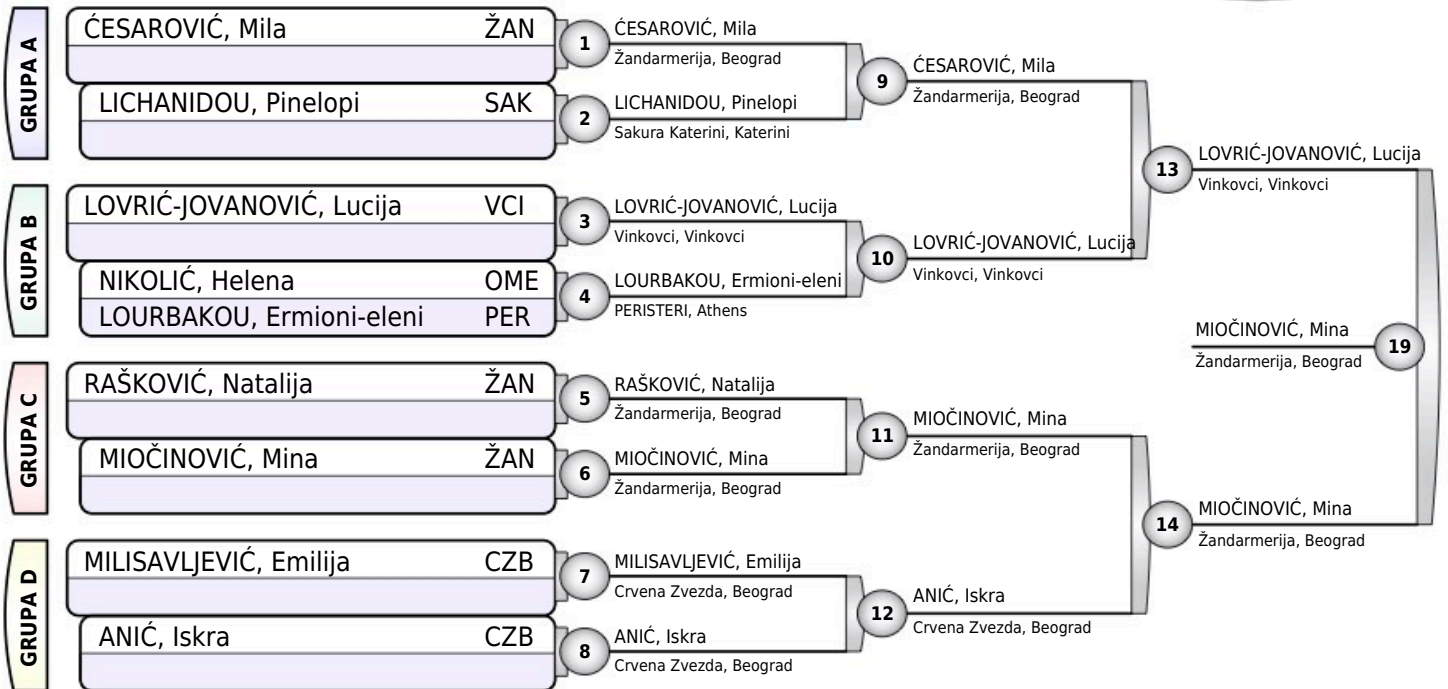 GRUPA A
ĆESAROVIĆ, Mila ŽAN
LICHANIDOU, Pinelopi SAK
GRUPA B
LOVRIĆ-JOVANOVIĆ, Lucija VCI
NIKOLIĆ, Helena OME
LOURBAKOU, Ermioni-eleni PER
GRUPA C
RAŠKOVIĆ, Natalija ŽAN
MIOČINOVIĆ, Mina ŽAN
GRUPA D
MILISAVLJEVIĆ, Emilija CZB
ANIĆ, Iskra CZB
1
ĆESAROVIĆ, Mila
Žandarmerija, Beograd
2
LICHANIDOU, Pinelopi
Sakura Katerini, Katerini
3
LOVRIĆ-JOVANOVIĆ, Lucija
Vinkovci, Vinkovci
4
LOURBAKOU, Ermioni-eleni
PERISTERI, Athens
5
RAŠKOVIĆ, Natalija
Žandarmerija, Beograd
6
MIOČINOVIĆ, Mina
Žandarmerija, Beograd
7
MILISAVLJEVIĆ, Emilija
Crvena Zvezda, Beograd
8
ANIĆ, Iskra
Crvena Zvezda, Beograd
9
ĆESAROVIĆ, Mila
Žandarmerija, Beograd
10
LOVRIĆ-JOVANOVIĆ, Lucija
Vinkovci, Vinkovci
11
MIOČINOVIĆ, Mina
Žandarmerija, Beograd
12
ANIĆ, Iskra
Crvena Zvezda, Beograd
13
LOVRIĆ-JOVANOVIĆ, Lucija
Vinkovci, Vinkovci
14
MIOČINOVIĆ, Mina
Žandarmerija, Beograd
MIOČINOVIĆ, Mina
Žandarmerija, Beograd
19